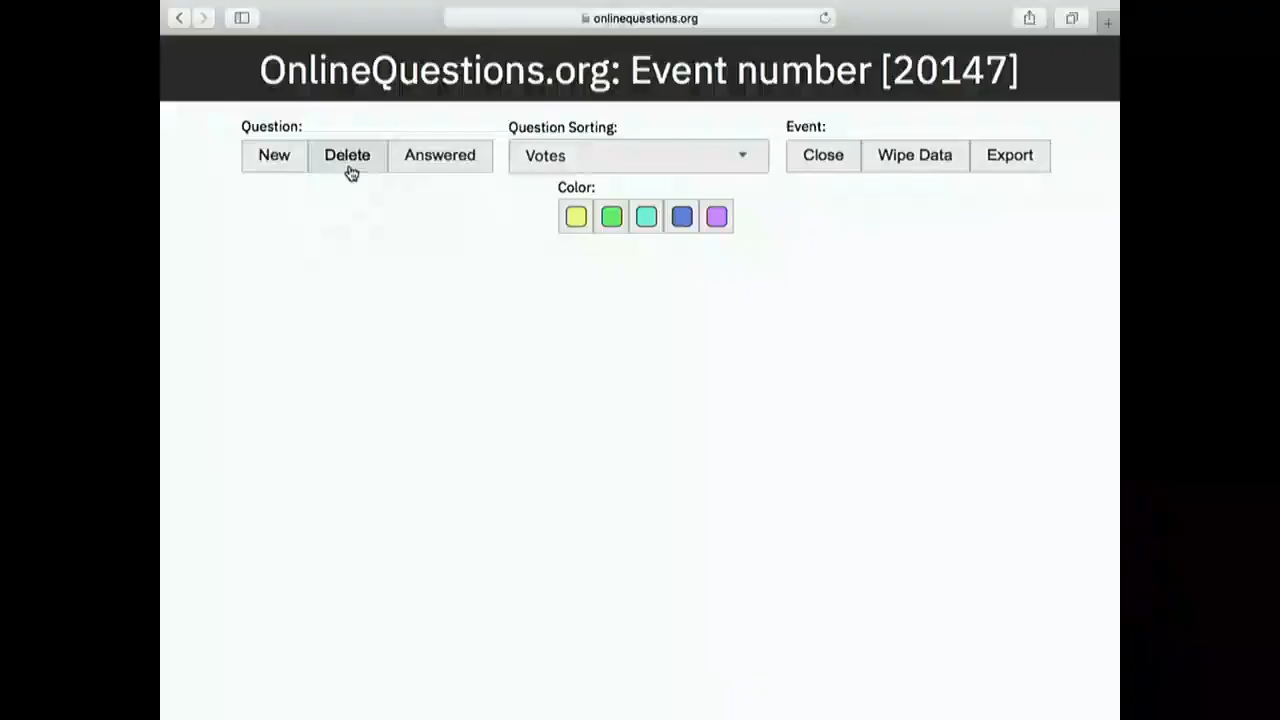 onlinequestions.org
OnlineQuestions.org: Event number [20147]
Question:
New Delete Answered
Question Sorting:
Votes
Event:
Close Wipe Data Export
Color: